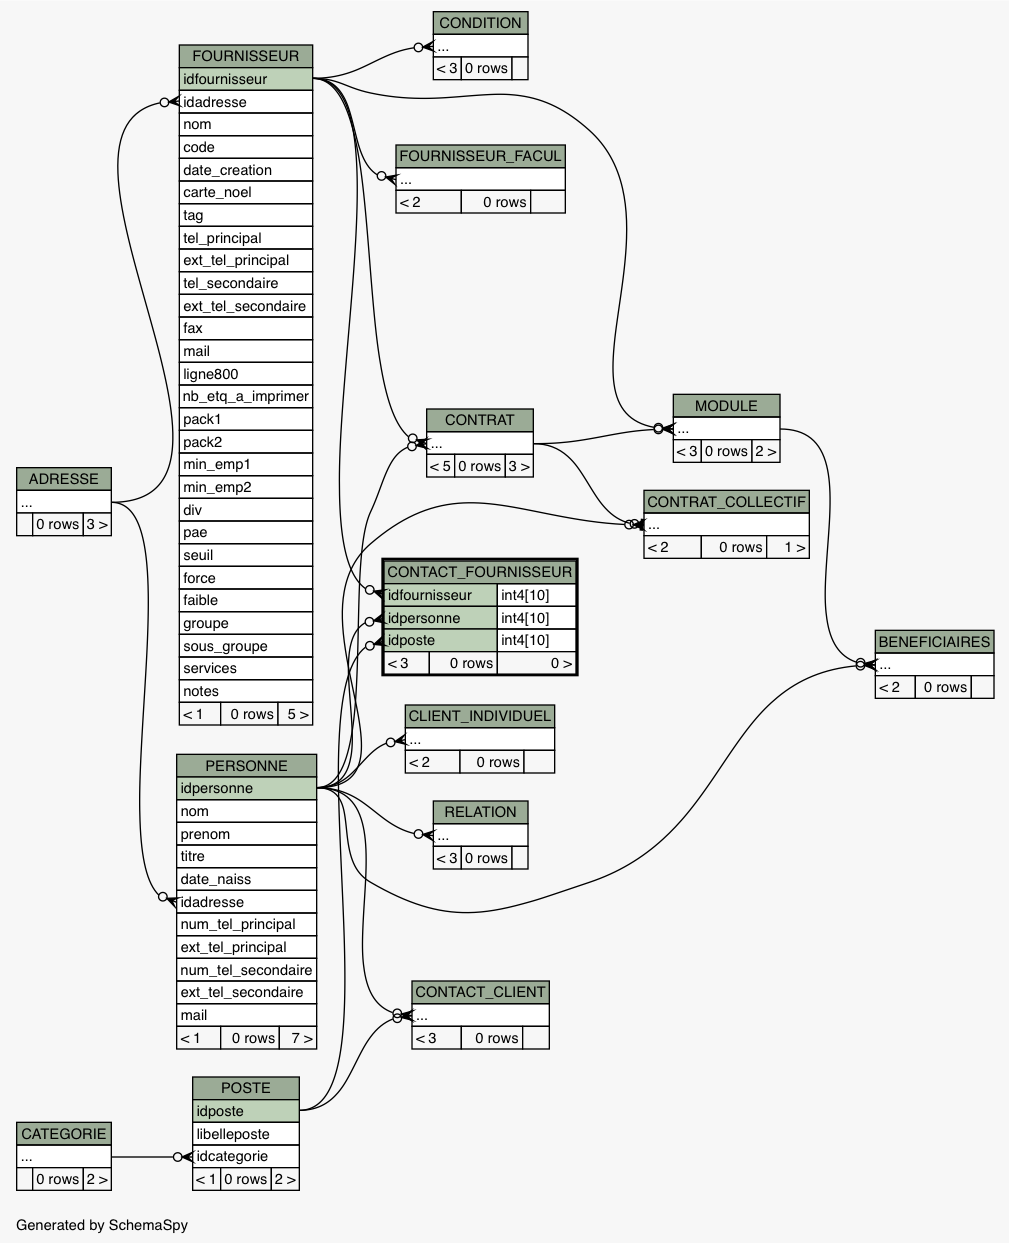 CONDITION
...
< 3 0 rows
FOURNISSEUR
idfournisseur
idadresse
nom
code
date_creation
carte_noel
tag
tel_principal
ext_tel_principal
tel_secondaire
ext_tel_secondaire
fax
mail
ligne800
nb_etq_a_imprimer
pack1
pack2
min_emp1
min_emp2
div
pae
seuil
force
faible
groupe
sous_groupe
services
notes
< 1 0 rows 5 >
FOURNISSEUR_FACUL
...
< 2 0 rows
CONTRAT
...
< 5 0 rows 3 >
MODULE
...
< 3 0 rows 2 >
ADRESSE
...
0 rows 3 >
CONTRAT_COLLECTIF
...
< 2 0 rows 1 >
CONTACT_FOURNISSEUR
idfournisseur int4[10]
idpersonne int4[10]
idposte int4[10]
< 3 0 rows 0 >
BENEFICIAIRES
...
< 2 0 rows
CLIENT_INDIVIDUEL
...
< 2 0 rows
PERSONNE
idpersonne
nom
prenom
titre
date_naiss
idadresse
num_tel_principal
ext_tel_principal
num_tel_secondaire
ext_tel_secondaire
mail
< 1 0 rows 7 >
RELATION
...
< 3 0 rows
CONTACT_CLIENT
...
< 3 0 rows
POSTE
idposte
libelleposte
idcategorie
< 1 0 rows 2 >
CATEGORIE
...
0 rows 2 >
Generated by SchemaSpy